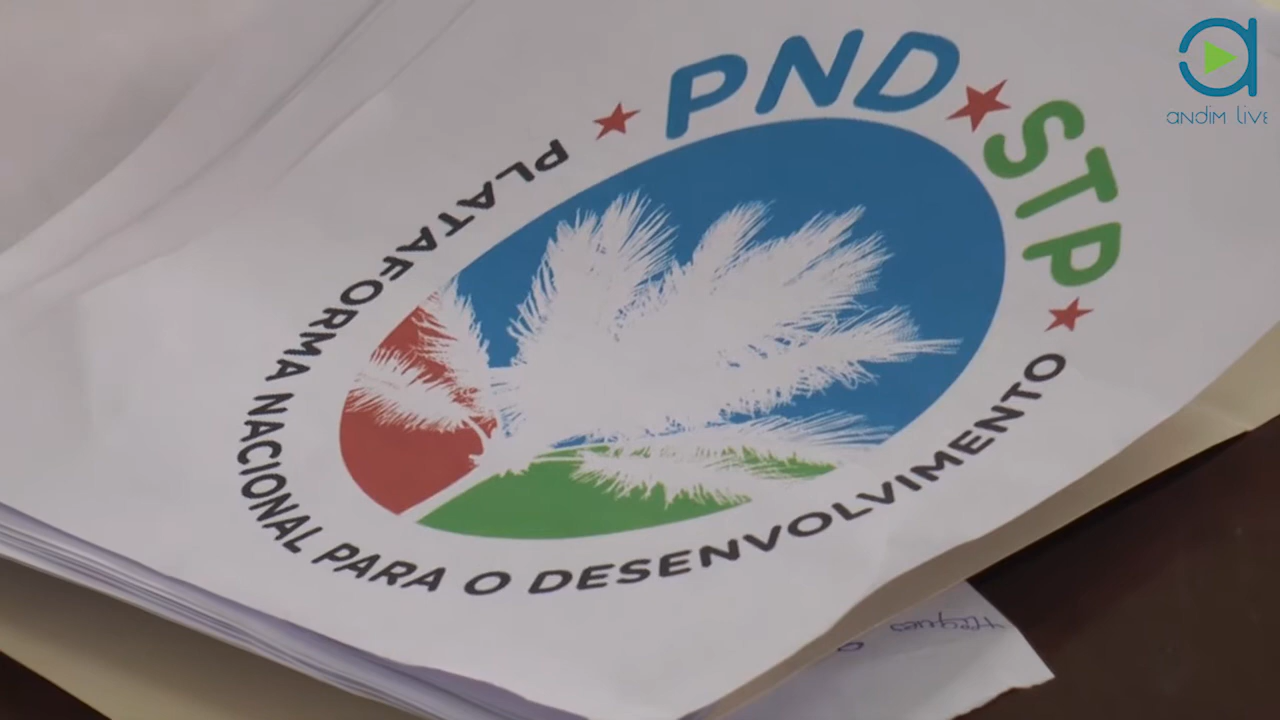 PND
STP
PLATAFORMA NACIONAL PARA O DESENVOLVIMENTO
andim live